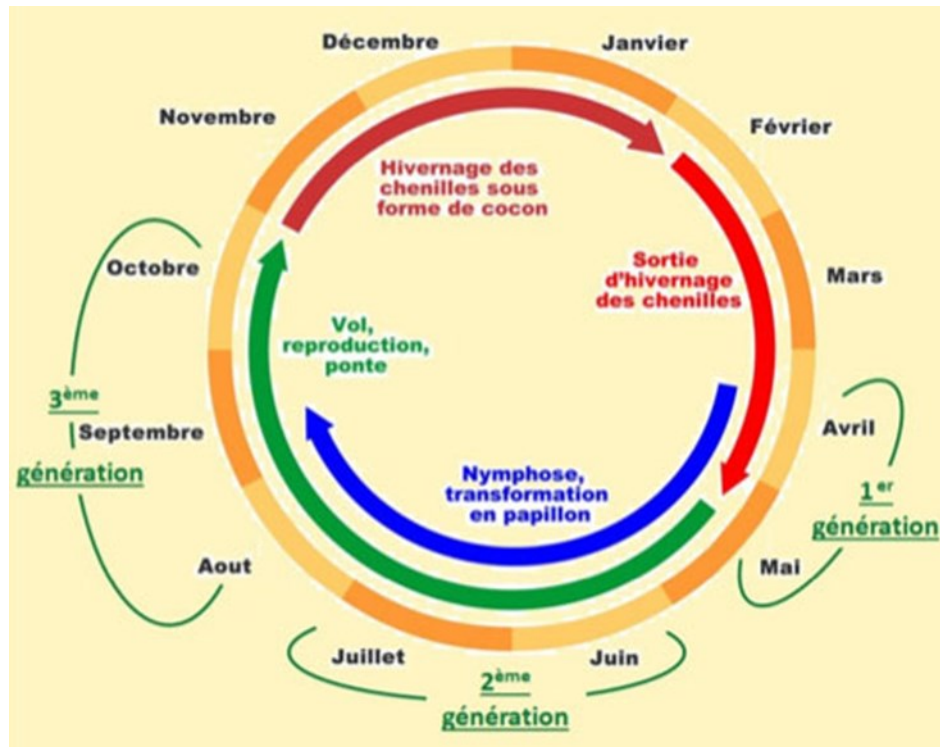 Décembre
Janvier
Novembre
Février
Hivernage des
chenilles sous
forme de cocon
Octobre
Sortie
d'hivernage
des chenilles
Mars
Vol,
reproduction,
ponte
3ème
génération
Septembre
Avril
1er
génération
Nymphose,
transformation
en papillon
Aout
Mai
Juillet
Juin
2ème
génération